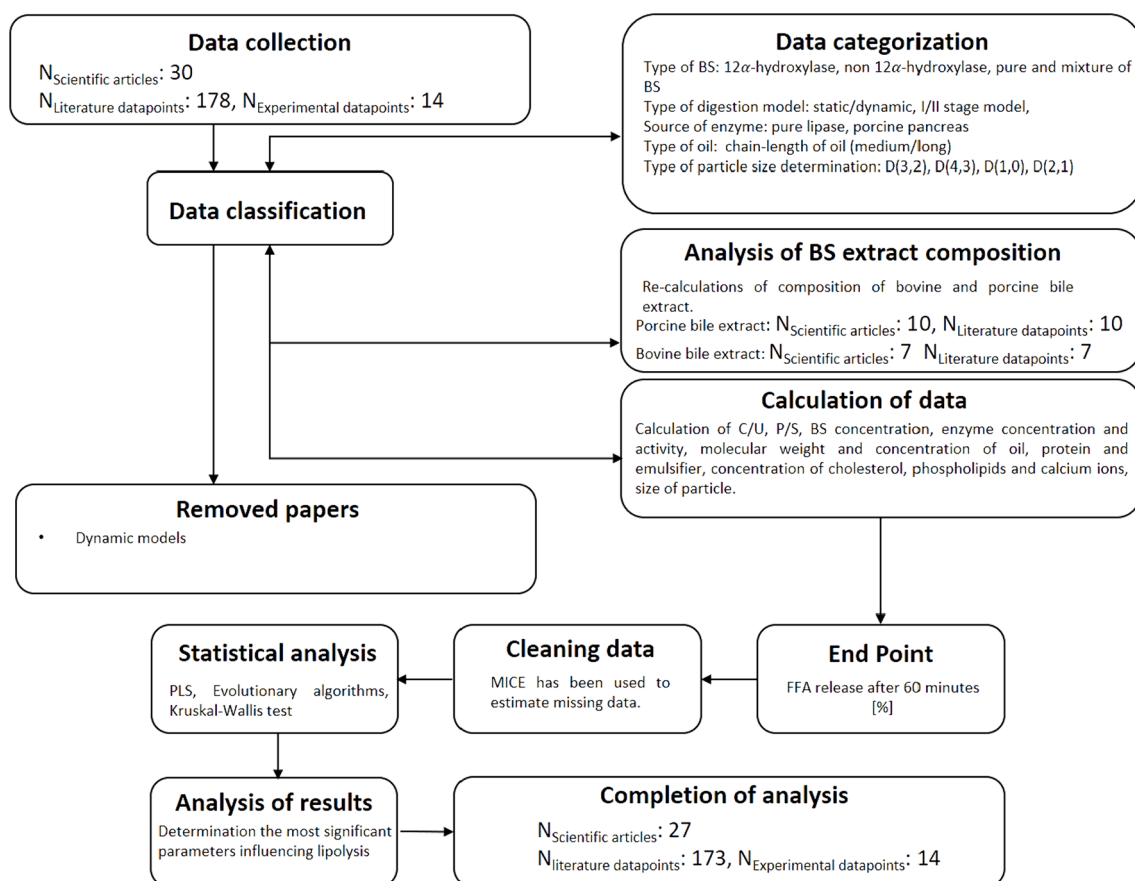 Data collection
NScientific articles: 30
NLiterature datapoints: 178, NExperimental datapoints: 14
Data categorization
Type of BS: 12α-hydroxylase, non 12α-hydroxylase, pure and mixture of
BS
Type of digestion model: static/dynamic, I/II stage model,
Source of enzyme: pure lipase, porcine pancreas
Type of oil: chain-length of oil (medium/long)
Type of particle size determination: D(3,2), D(4,3), D(1,0), D(2,1)
Data classification
Analysis of BS extract composition
Re-calculations of composition of bovine and porcine bile
extract.
Porcine bile extract: NScientific articles: 10, NLiterature datapoints: 10
Bovine bile extract: NScientific articles: 7 NLiterature datapoints: 7
Calculation of data
Calculation of C/U, P/S, BS concentration, enzyme concentration and
activity, molecular weight and concentration of oil, protein and
emulsifier, concentration of cholesterol, phospholipids and calcium ions,
size of particle.
Removed papers
• Dynamic models
Statistical analysis
PLS, Evolutionary algorithms,
Kruskal-Wallis test
Cleaning data
MICE has been used to
estimate missing data.
End Point
FFA release after 60 minutes
[%]
Analysis of results
Determination the most significant
parameters influencing lipolysis
Completion of analysis
NScientific articles: 27
Nliterature datapoints: 173, NExperimental datapoints: 14